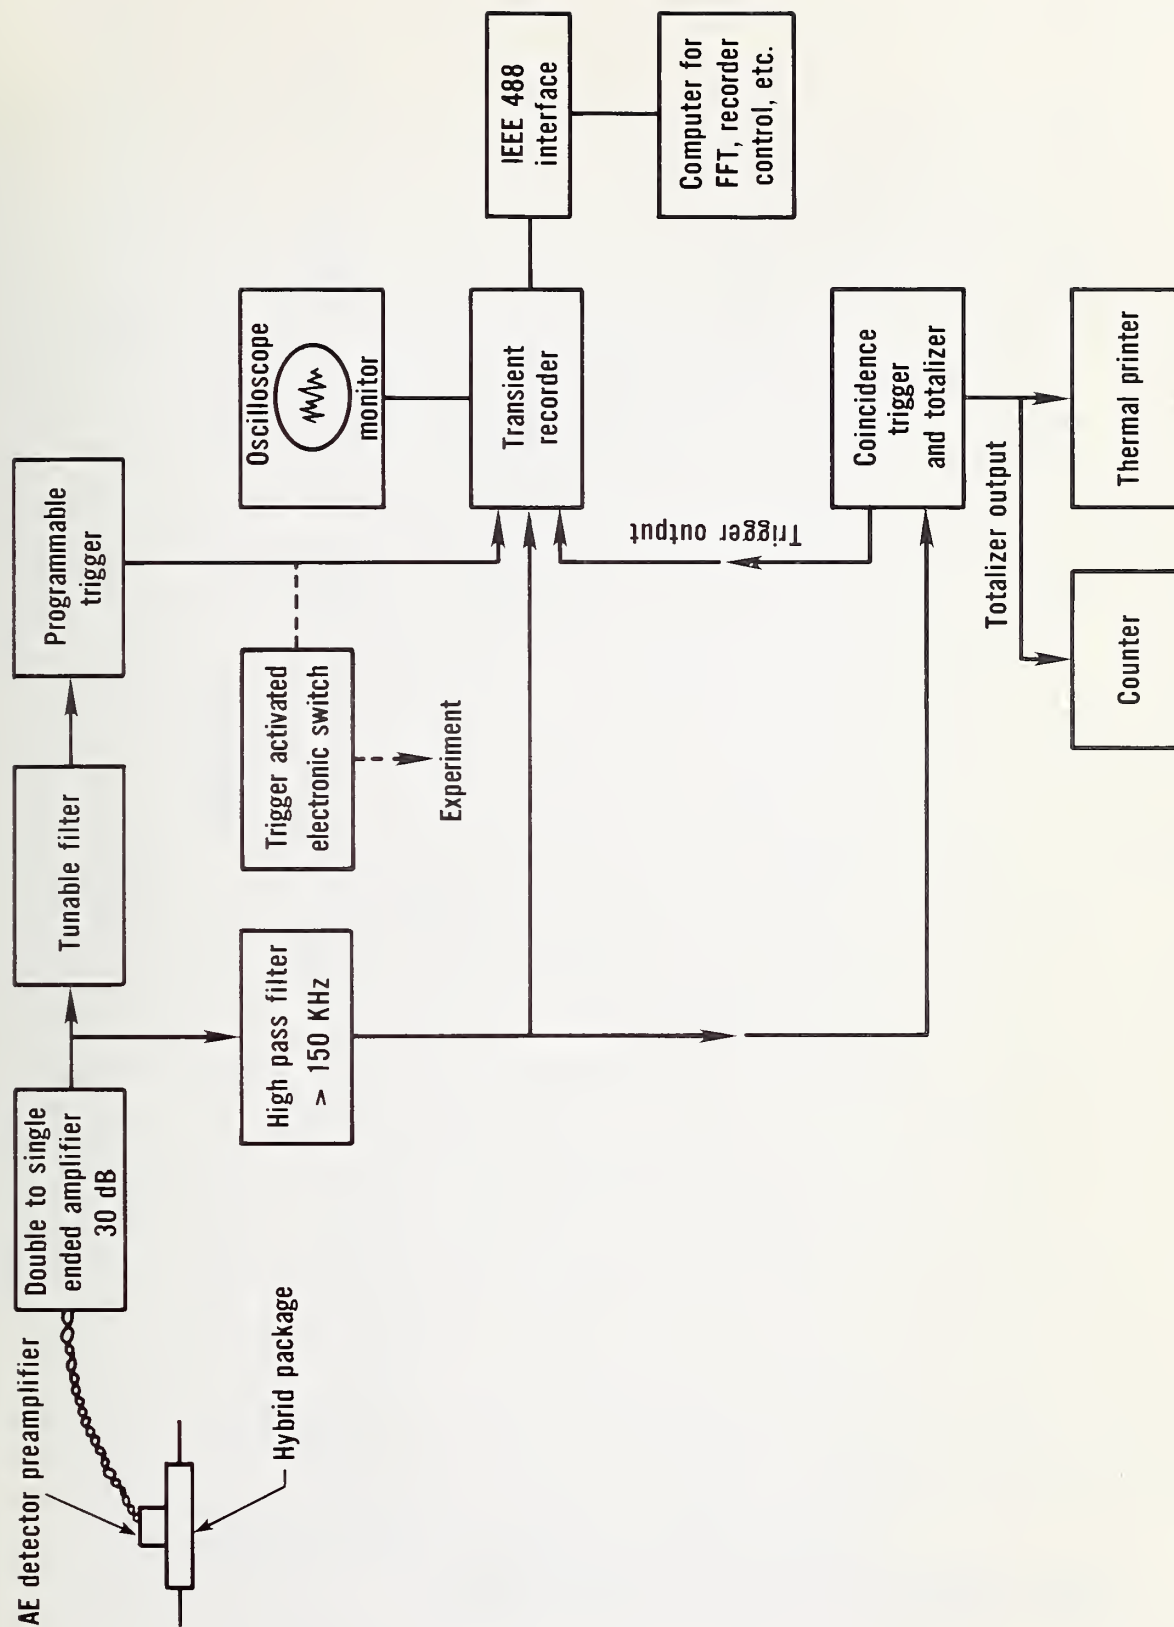 AE detector preamplifier
Hybrid package
Double to single
ended amplifier
30 dB
Tunable filter
Programmable
trigger
High pass filter
> 150 KHz
Trigger activated
electronic switch
Experiment
Oscilloscope
monitor
Transient
recorder
IEEE 488
interface
Computer for
FFT, recorder
control, etc.
Trigger output
Coincidence
trigger
and totalizer
Totalizer output
Counter
Thermal printer